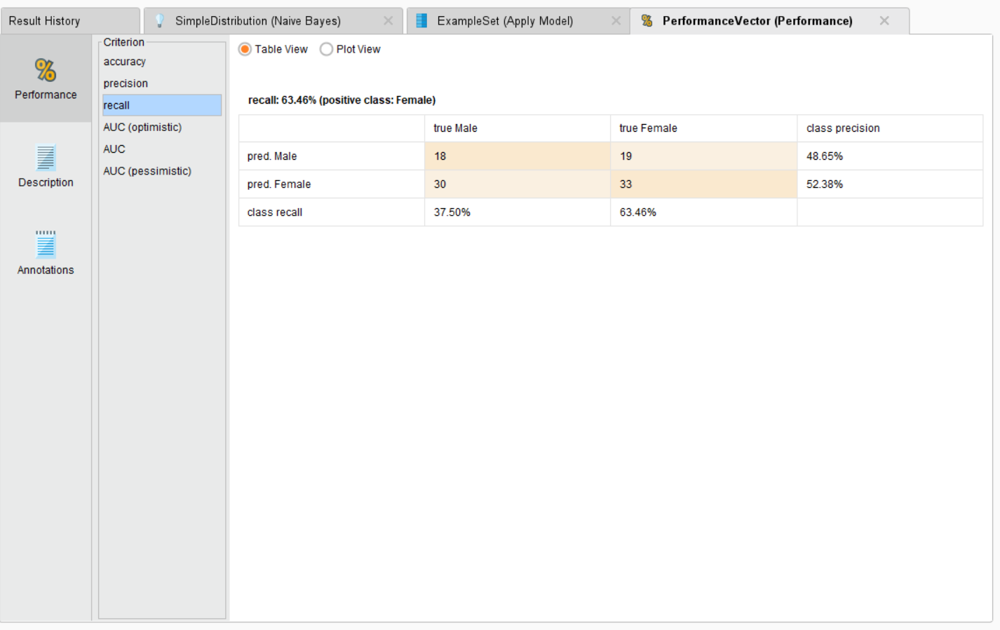 Result History
SimpleDistribution (Naive Bayes)
ExampleSet (Apply Model)
PerformanceVector (Performance)
%
Performance
Description
Annotations
Criterion
accuracy
precision
recall
AUC (optimistic)
AUC
AUC (pessimistic)
Table View Plot View
recall: 63.46% (positive class: Female)
true Male true Female class precision
pred. Male 18 19 48.65%
pred. Female 30 33 52.38%
class recall 37.50% 63.46%